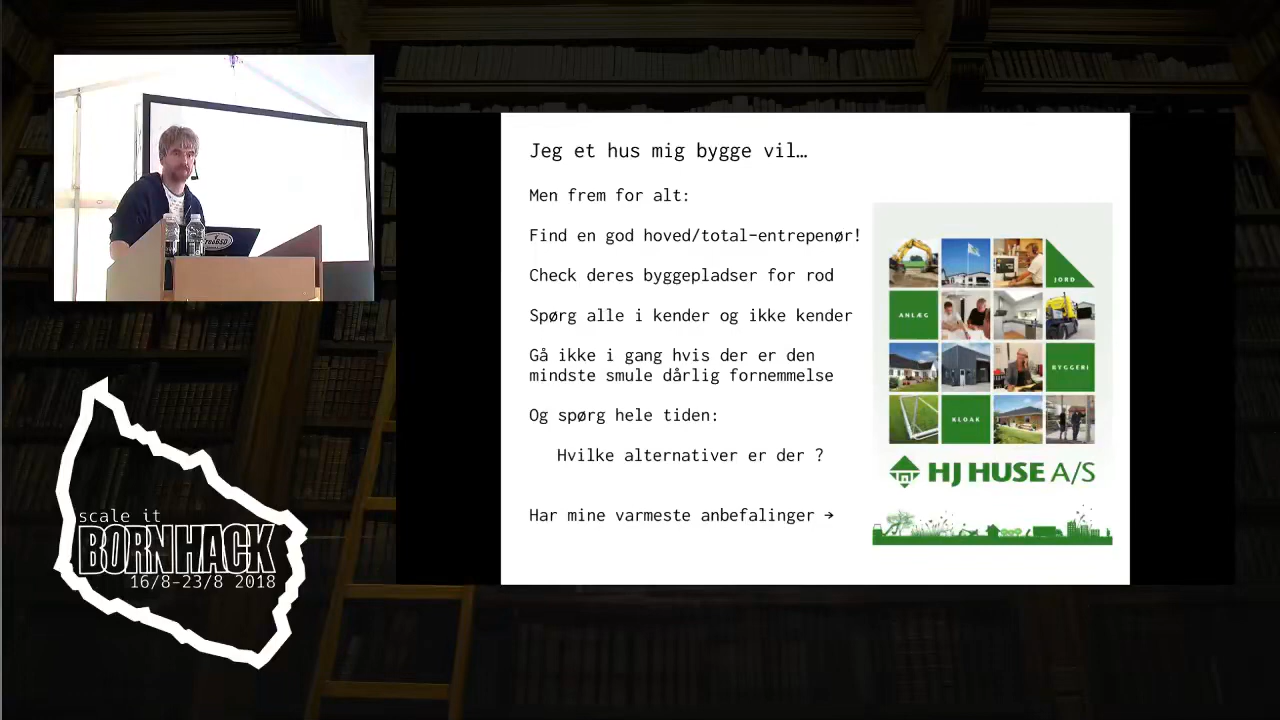 Jeg et hus mig bygge vil…
Men frem for alt:
Find en god hoved/total-entrepenør!
Check deres byggepladser for rod
Spørg alle i kender og ikke kender
Gå ikke i gang hvis der er den
mindste smule dårlig fornemmelse
Og spørg hele tiden:
Hvilke alternativer er der ?
Har mine varmeste anbefalinger →
JORD
ANLÆG
BYGGERI
KLOAK
HJ HUSE A/S
scale it
BORNHACK
16/8-23/8 2018